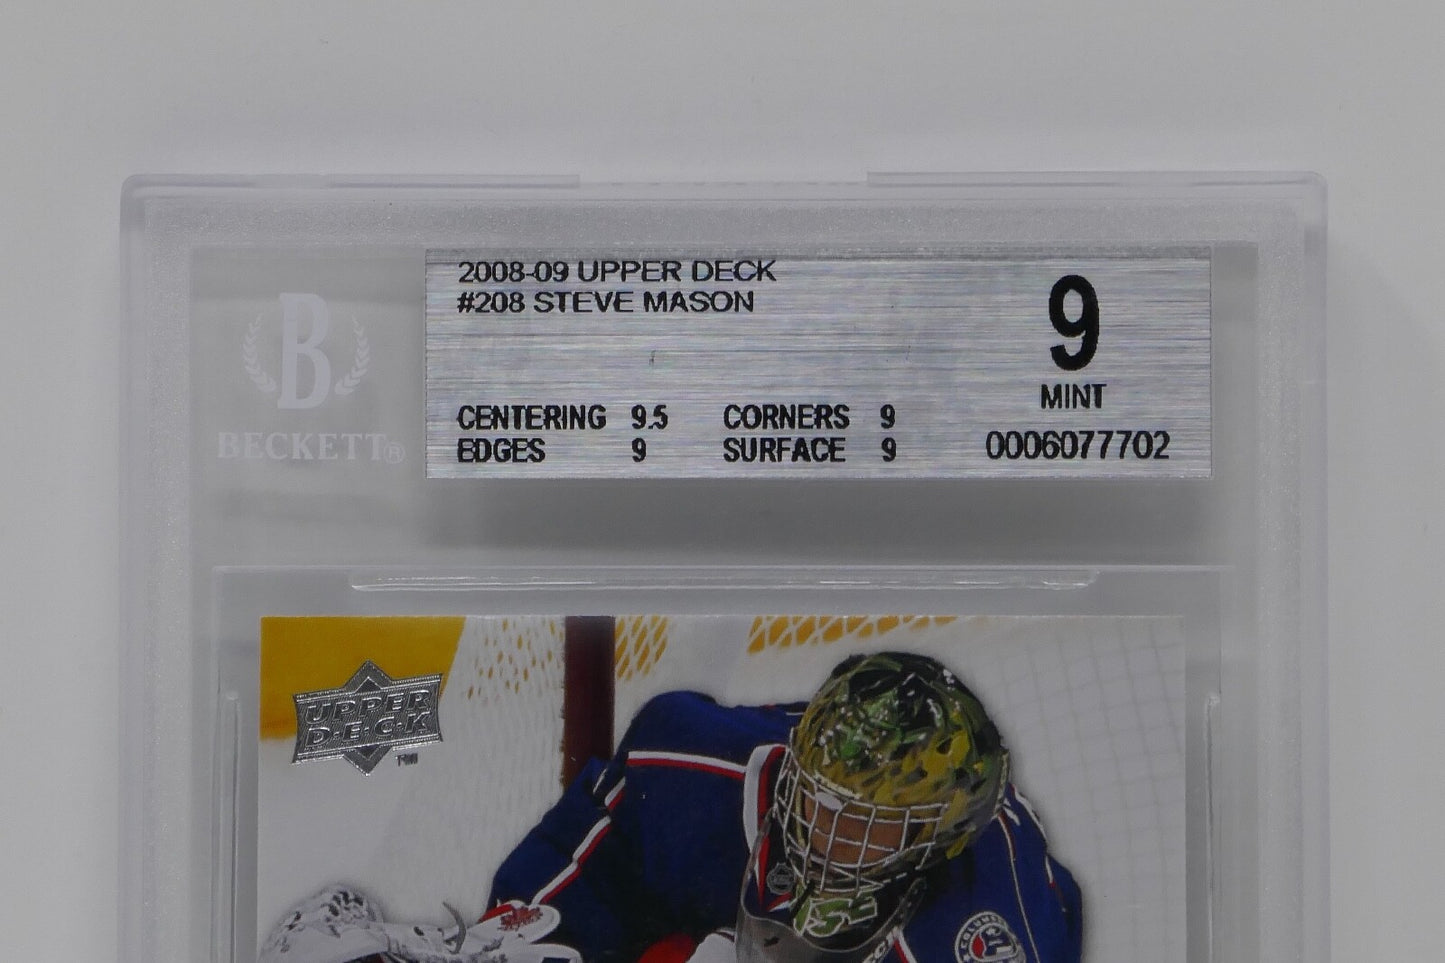 2008-09 UPPER DECK
#208 STEVE MASON
9
MINT
CENTERING 9.5 CORNERS 9
EDGES 9 SURFACE 9
0006077702
B
BECKETT®
UPPER
D·E·C·K
TM